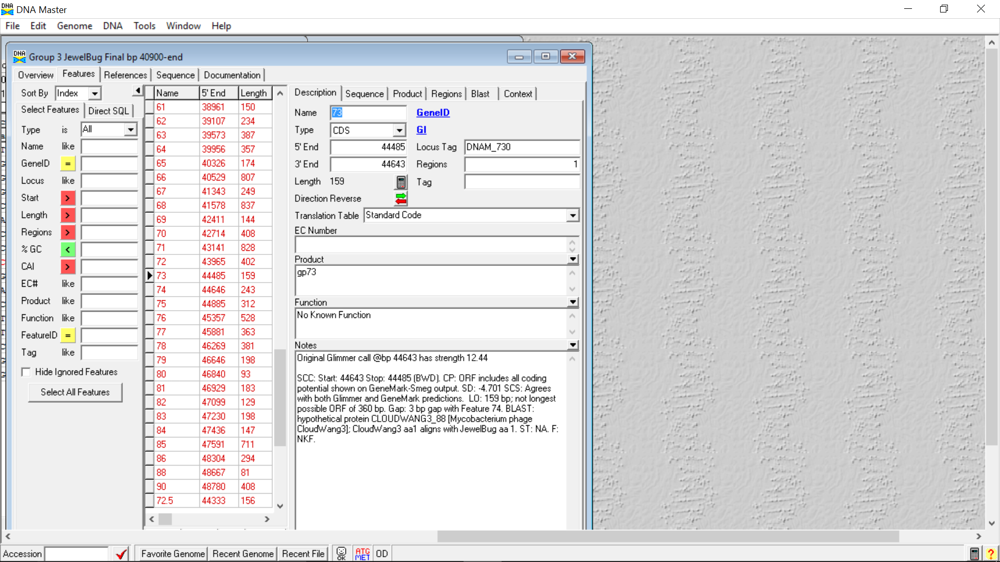 DNA Master
File Edit Genome DNA Tools Window Help
Group 3 JewelBug Final bp 40900-end
Overview Features References Sequence Documentation
Sort By Index
Select Features Direct SQL
Type is All
Name like
GeneID =
Locus like
Start >
Length >
Regions >
% GC <
CAI >
EC# like
Product like
Function like
FeatureID =
Tag like
Hide Ignored Features
Select All Features
Name 5' End Length
61 38961 150
62 39107 234
63 39573 387
64 39956 357
65 40326 174
66 40529 807
67 41343 249
68 41578 837
69 42411 144
70 42714 408
71 43141 828
72 43965 402
73 44485 159
74 44646 243
75 44885 312
76 45357 528
77 45881 363
78 46269 381
79 46646 198
80 46840 93
81 46929 183
82 47099 129
83 47230 198
84 47436 147
85 47591 711
86 48304 294
88 48667 81
90 48780 408
72.5 44333 156
Description Sequence Product Regions Blast Context
Name 73 GeneID
Type CDS GI
5' End 44485 Locus Tag DNAM_730
3' End 44643 Regions 1
Length 159 Tag
Direction Reverse
Translation Table Standard Code
EC Number
Product
gp73
Function
No Known Function
Notes
Original Glimmer call @bp 44643 has strength 12.44
SCC: Start: 44643 Stop: 44485 (BWD). CP: ORF includes all coding
potential shown on GeneMark-Smeg output. SD: -4.701 SCS: Agrees
with both Glimmer and GeneMark predictions.  LO: 159 bp; not longest
possible ORF of 360 bp. Gap: 3 bp gap with Feature 74. BLAST:
hypothetical protein CLOUDWANG3_88 [Mycobacterium phage
CloudWang3]; CloudWang3 aa1 aligns with JewelBug aa 1. ST: NA. F:
NKF.
Accession Favorite Genome Recent Genome Recent File OK ATG MET OD ?